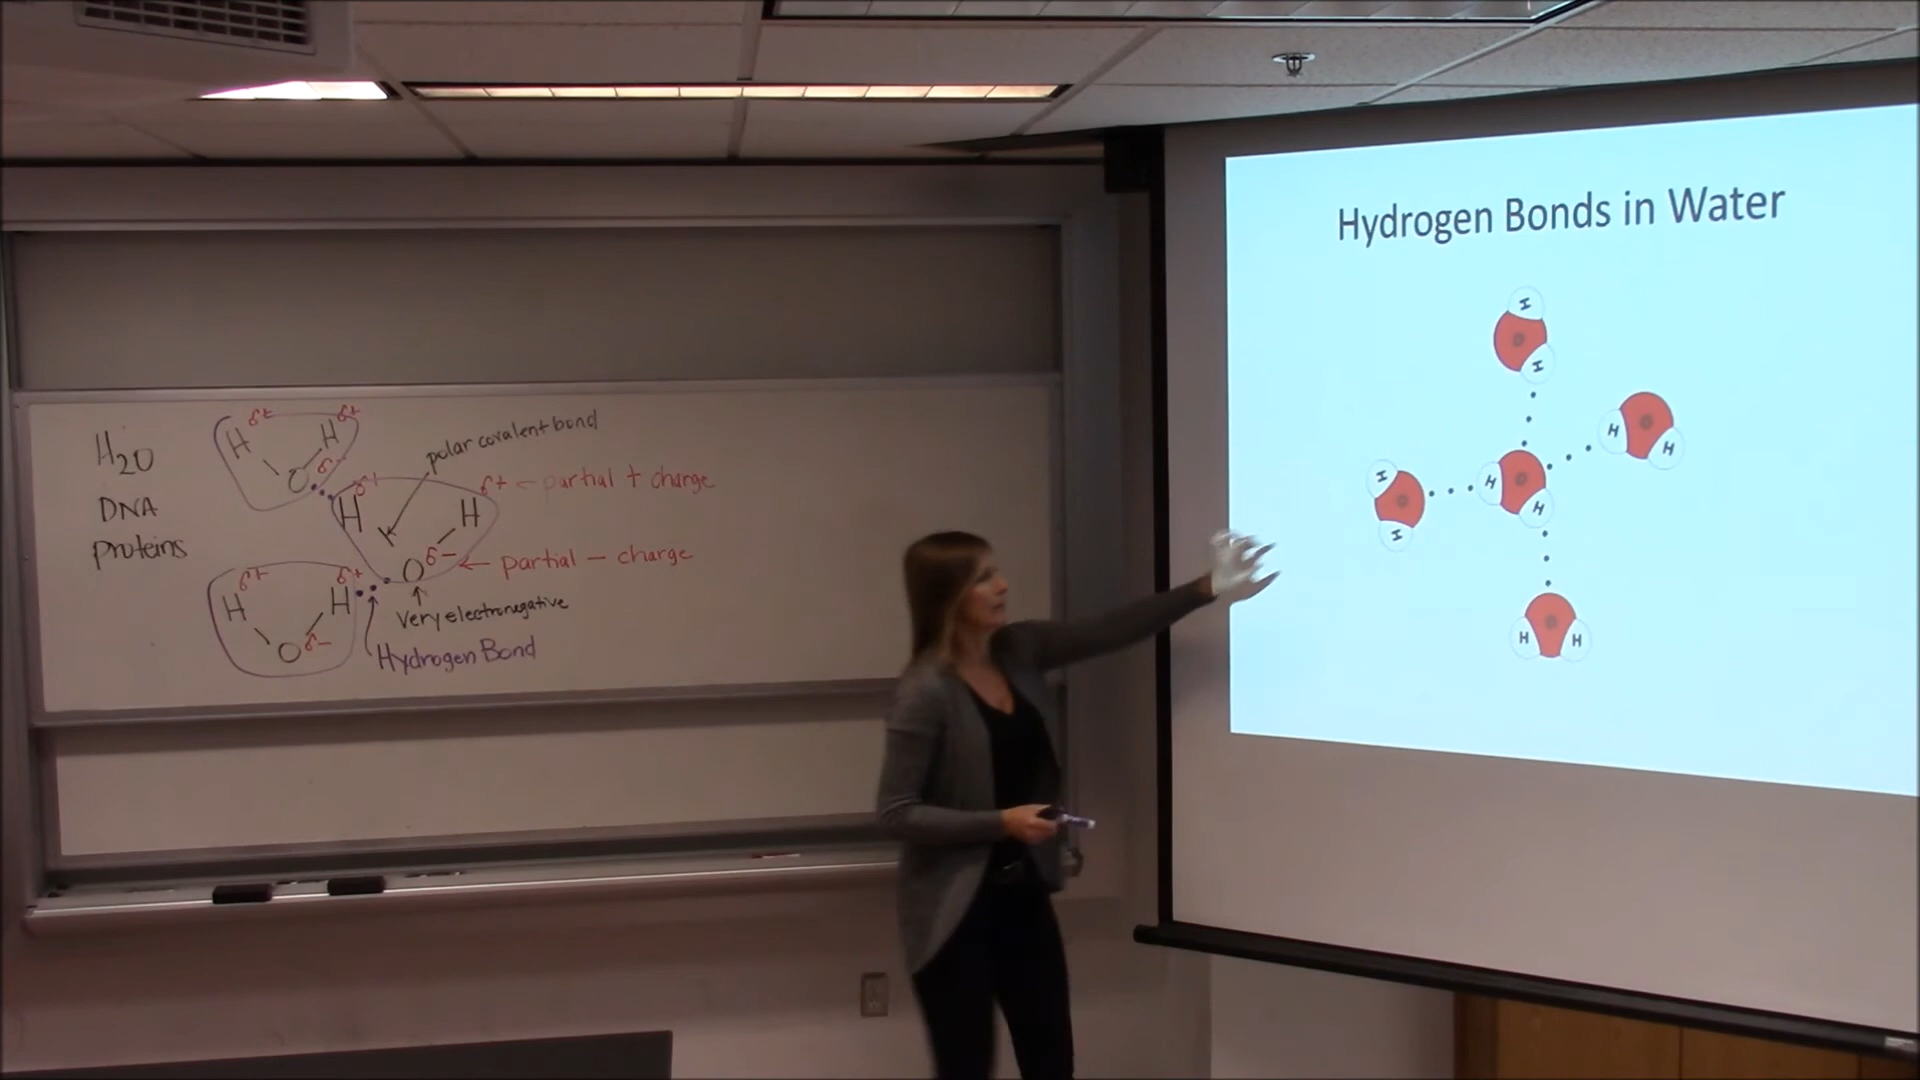 H2O
DNA
proteins
δ+
δ+
H
H
O
δ-
polar covalent bond
δ+
δ+ ← partial + charge
H
H
O
δ- ← partial - charge
Very electronegative
δ+
δ+
H
H
O
δ-
Hydrogen Bond
Hydrogen Bonds in Water
H
O
H
H
O
H
H
O
H
H
O
H
O
H
H